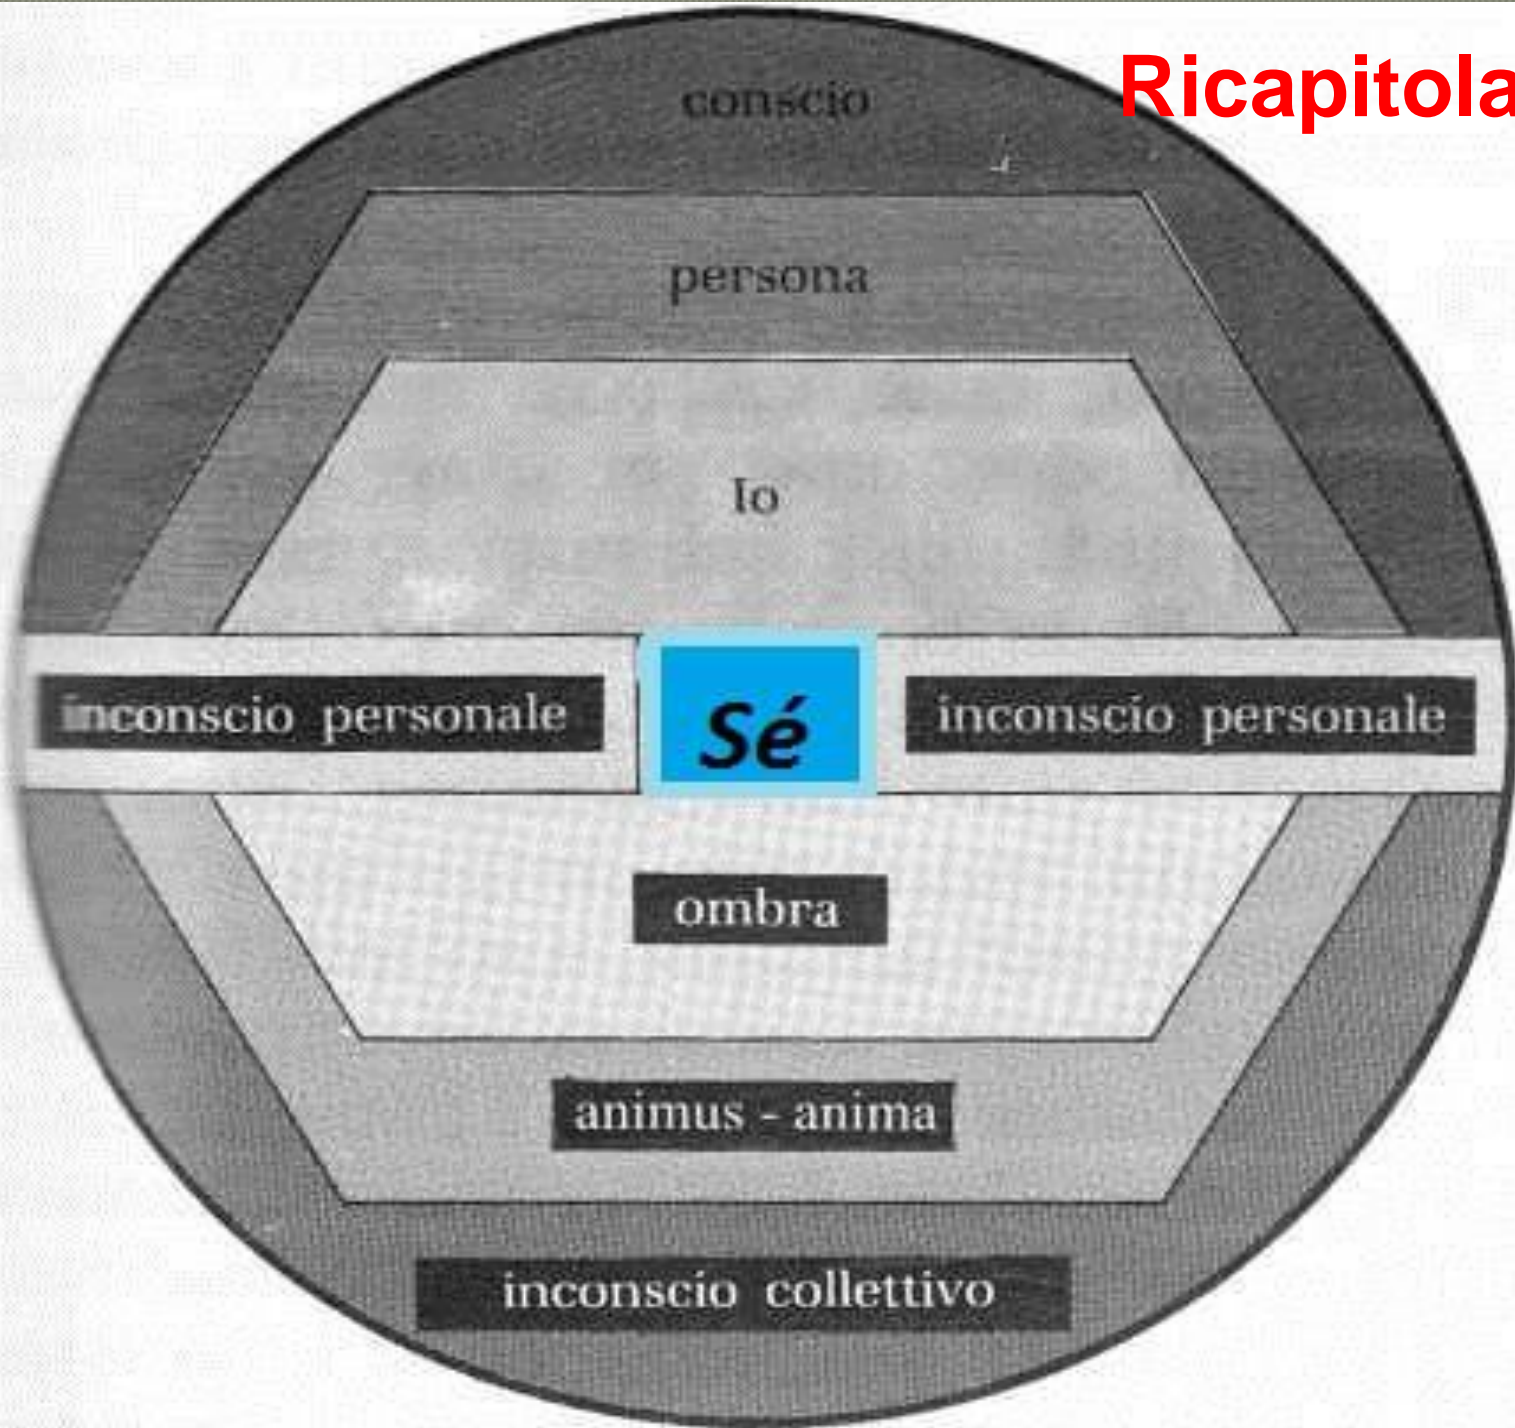 Ricapitola
conscio
persona
Io
inconscio personale
Sé
inconscio personale
ombra
animus - anima
inconscio collettivo